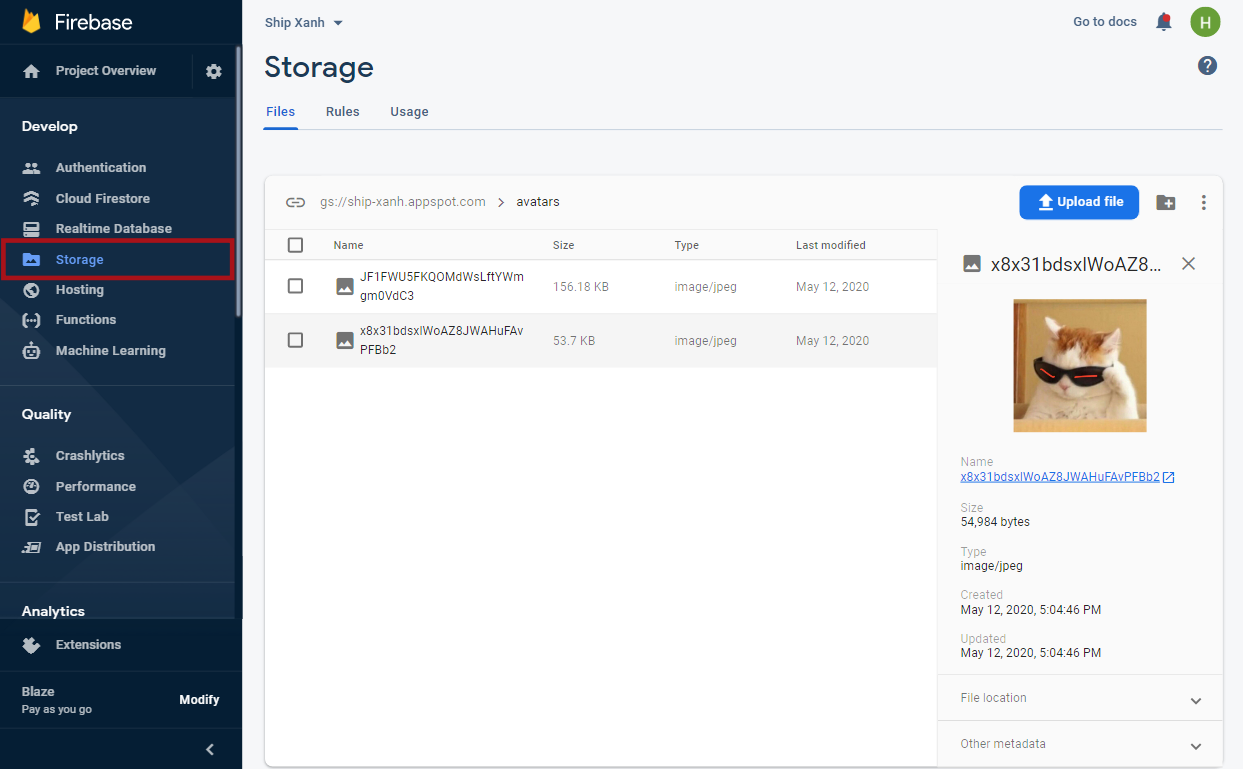 Firebase
Project Overview
Develop
Authentication
Cloud Firestore
Realtime Database
Storage
Hosting
Functions
Machine Learning
Quality
Crashlytics
Performance
Test Lab
App Distribution
Analytics
Extensions
Blaze
Pay as you go
Modify
Ship Xanh
Go to docs
H
Storage
?
Files Rules Usage
gs://ship-xanh.appspot.com > avatars
Upload file
Name Size Type Last modified
JF1FWU5FKQOMdWsLftYWm
gm0VdC3
156.18 KB image/jpeg May 12, 2020
x8x31bdsxlWoAZ8JWAHuFAv
PFBb2
53.7 KB image/jpeg May 12, 2020
x8x31bdsxlWoAZ8...
Name
x8x31bdsxlWoAZ8JWAHuFAvPFBb2
Size
54,984 bytes
Type
image/jpeg
Created
May 12, 2020, 5:04:46 PM
Updated
May 12, 2020, 5:04:46 PM
File location
Other metadata